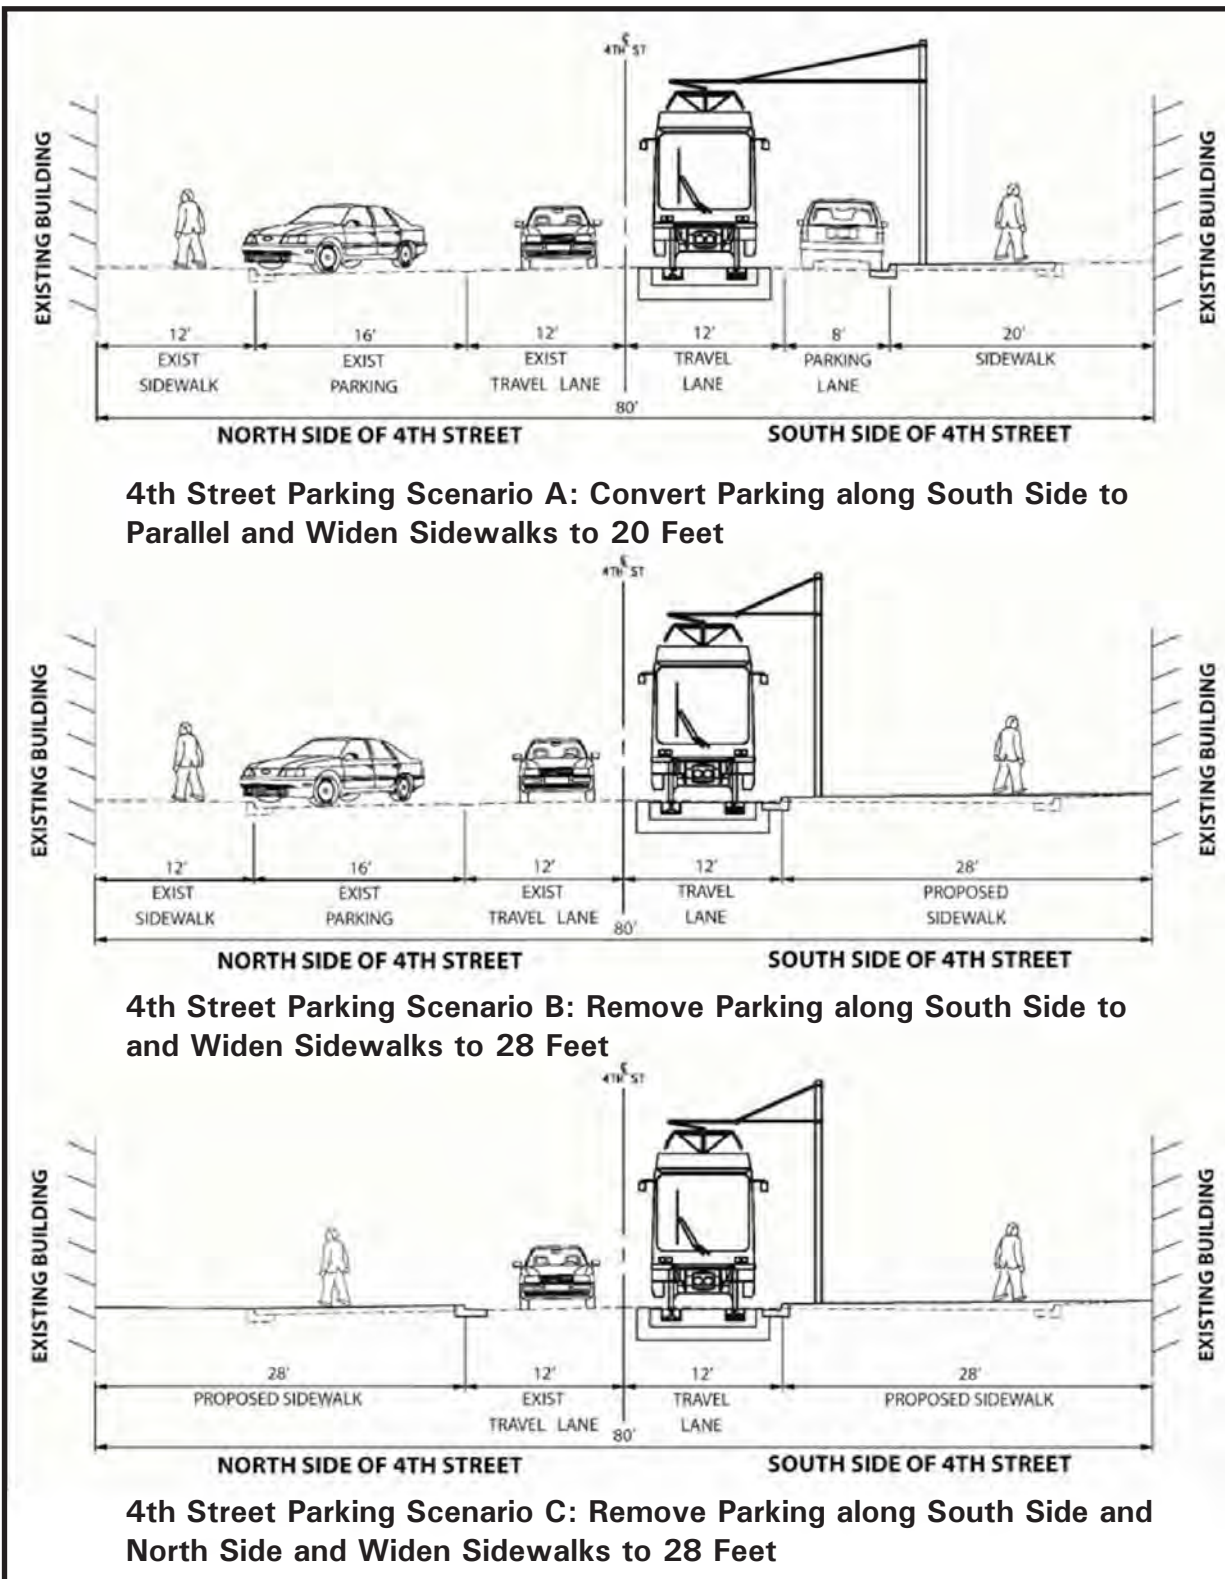 ℄
4TH ST
EXISTING BUILDING
EXISTING BUILDING
12' 16' 12' 12' 8' 20'
EXIST EXIST EXIST TRAVEL PARKING SIDEWALK
SIDEWALK PARKING TRAVEL LANE LANE LANE
80'
NORTH SIDE OF 4TH STREET SOUTH SIDE OF 4TH STREET
4th Street Parking Scenario A: Convert Parking along South Side to
Parallel and Widen Sidewalks to 20 Feet
℄
4TH ST
EXISTING BUILDING
EXISTING BUILDING
12' 16' 12' 12' 28'
EXIST EXIST EXIST TRAVEL PROPOSED
SIDEWALK PARKING TRAVEL LANE LANE SIDEWALK
80'
NORTH SIDE OF 4TH STREET SOUTH SIDE OF 4TH STREET
4th Street Parking Scenario B: Remove Parking along South Side to
and Widen Sidewalks to 28 Feet
℄
4TH ST
EXISTING BUILDING
EXISTING BUILDING
28' 12' 12' 28'
PROPOSED SIDEWALK EXIST TRAVEL PROPOSED SIDEWALK
TRAVEL LANE LANE
80'
NORTH SIDE OF 4TH STREET SOUTH SIDE OF 4TH STREET
4th Street Parking Scenario C: Remove Parking along South Side and
North Side and Widen Sidewalks to 28 Feet